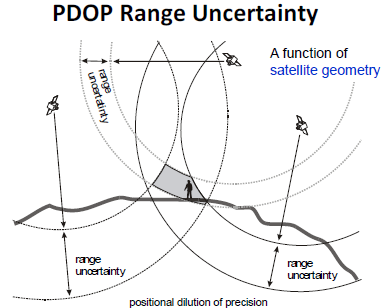 PDOP Range Uncertainty
A function of
satellite geometry
range
uncertainty
range
uncertainty
range
uncertainty
positional dilution of precision